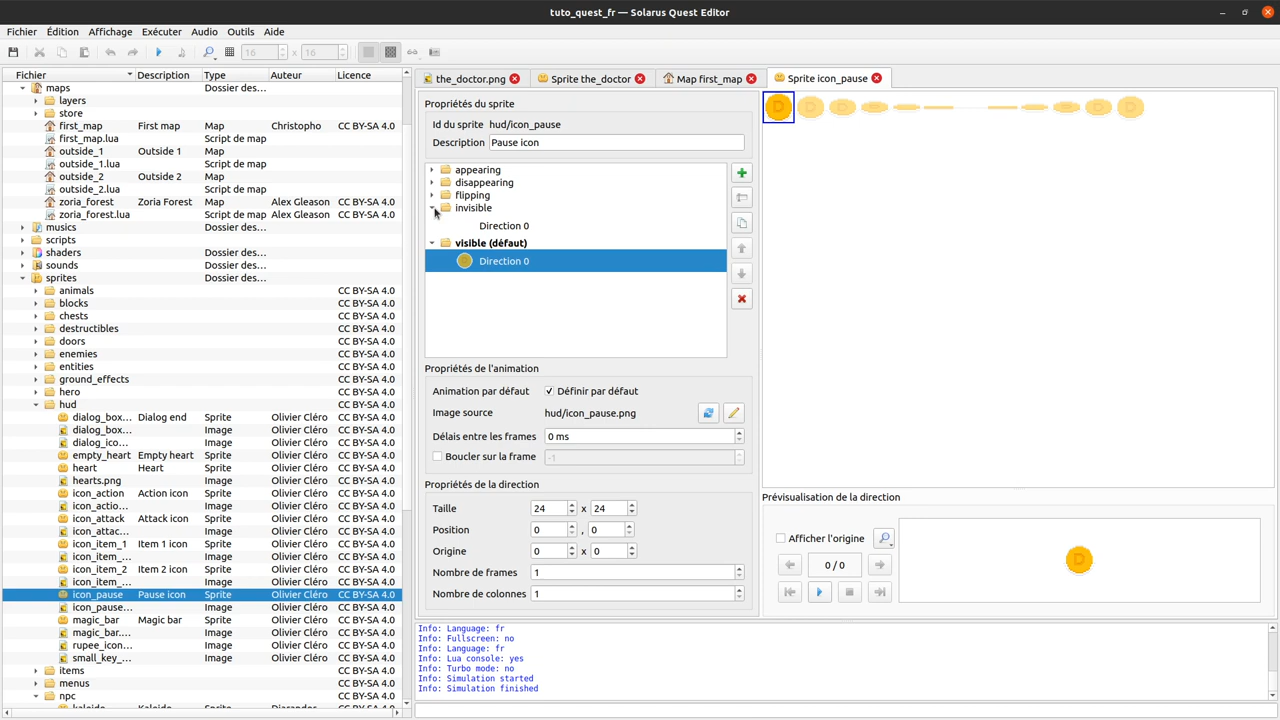 tuto_quest_fr — Solarus Quest Editor
Fichier Édition Affichage Exécuter Audio Outils Aide
16 x 16
Fichier Description Type Auteur Licence
maps Dossier des…
layers
store
first_map First map Map Christopho CC BY-SA 4.0
first_map.lua Script de map
outside_1 Outside 1 Map
outside_1.lua Script de map
outside_2 Outside 2 Map
outside_2.lua Script de map
zoria_forest Zoria Forest Map Alex Gleason CC BY-SA 4.0
zoria_forest.lua Script de map Alex Gleason CC BY-SA 4.0
musics Dossier des…
scripts Dossier des…
shaders Dossier des…
sounds Dossier des…
sprites Dossier des…
animals CC BY-SA 4.0
blocks CC BY-SA 4.0
chests CC BY-SA 4.0
destructibles CC BY-SA 4.0
doors CC BY-SA 4.0
enemies CC BY-SA 4.0
entities CC BY-SA 4.0
ground_effects CC BY-SA 4.0
hero CC BY-SA 4.0
hud CC BY-SA 4.0
dialog_box… Dialog end Sprite Olivier Cléro CC BY-SA 4.0
dialog_box… Image Olivier Cléro CC BY-SA 4.0
dialog_ico… Image Olivier Cléro CC BY-SA 4.0
empty_heart Empty heart Sprite Olivier Cléro CC BY-SA 4.0
heart Heart Sprite Olivier Cléro CC BY-SA 4.0
hearts.png Image Olivier Cléro CC BY-SA 4.0
icon_action Action icon Sprite Olivier Cléro CC BY-SA 4.0
icon_actio… Image Olivier Cléro CC BY-SA 4.0
icon_attack Attack icon Sprite Olivier Cléro CC BY-SA 4.0
icon_attac… Image Olivier Cléro CC BY-SA 4.0
icon_item_1 Item 1 icon Sprite Olivier Cléro CC BY-SA 4.0
icon_item_… Image Olivier Cléro CC BY-SA 4.0
icon_item_2 Item 2 icon Sprite Olivier Cléro CC BY-SA 4.0
icon_item_… Image Olivier Cléro CC BY-SA 4.0
icon_pause Pause icon Sprite Olivier Cléro CC BY-SA 4.0
icon_pause… Image Olivier Cléro CC BY-SA 4.0
magic_bar Magic bar Sprite Olivier Cléro CC BY-SA 4.0
magic_bar.… Image Olivier Cléro CC BY-SA 4.0
rupee_icon… Image Olivier Cléro CC BY-SA 4.0
small_key_… Image Olivier Cléro CC BY-SA 4.0
items CC BY-SA 4.0
menus CC BY-SA 4.0
npc CC BY-SA 4.0
the_doctor.png Sprite the_doctor Map first_map Sprite icon_pause
Propriétés du sprite
Id du sprite hud/icon_pause
Description Pause icon
appearing
disappearing
flipping
invisible
Direction 0
visible (défaut)
Direction 0
Propriétés de l'animation
Animation par défaut Définir par défaut
Image source hud/icon_pause.png
Délais entre les frames 0 ms
Boucler sur la frame -1
Propriétés de la direction
Taille 24 x 24
Position 0 , 0
Origine 0 x 0
Nombre de frames 1
Nombre de colonnes 1
Prévisualisation de la direction
Afficher l'origine
0 / 0
Info: Language: fr
Info: Fullscreen: no
Info: Language: fr
Info: Lua console: yes
Info: Turbo mode: no
Info: Simulation started
Info: Simulation finished